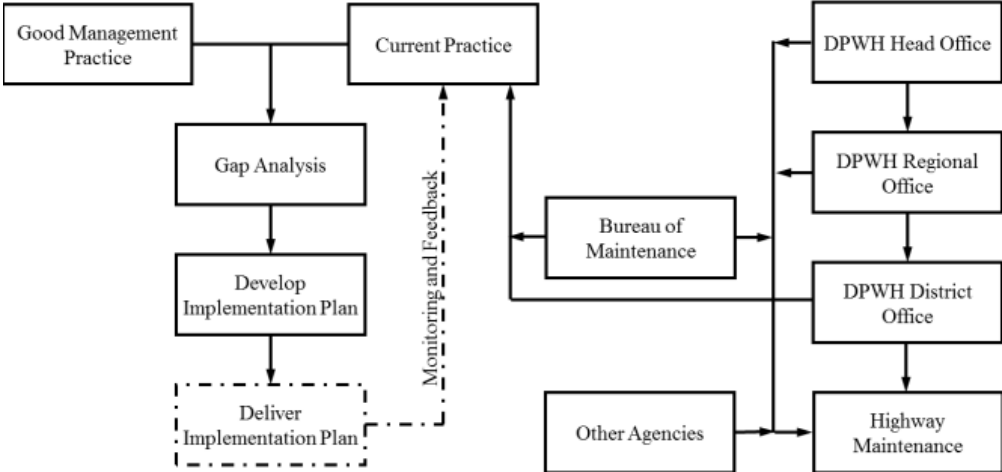 Good Management
Practice
Current Practice
DPWH Head Office
Gap Analysis
DPWH Regional
Office
Monitoring and Feedback
Bureau of
Maintenance
Develop
Implementation Plan
DPWH District
Office
Deliver
Implementation Plan
Other Agencies
Highway
Maintenance